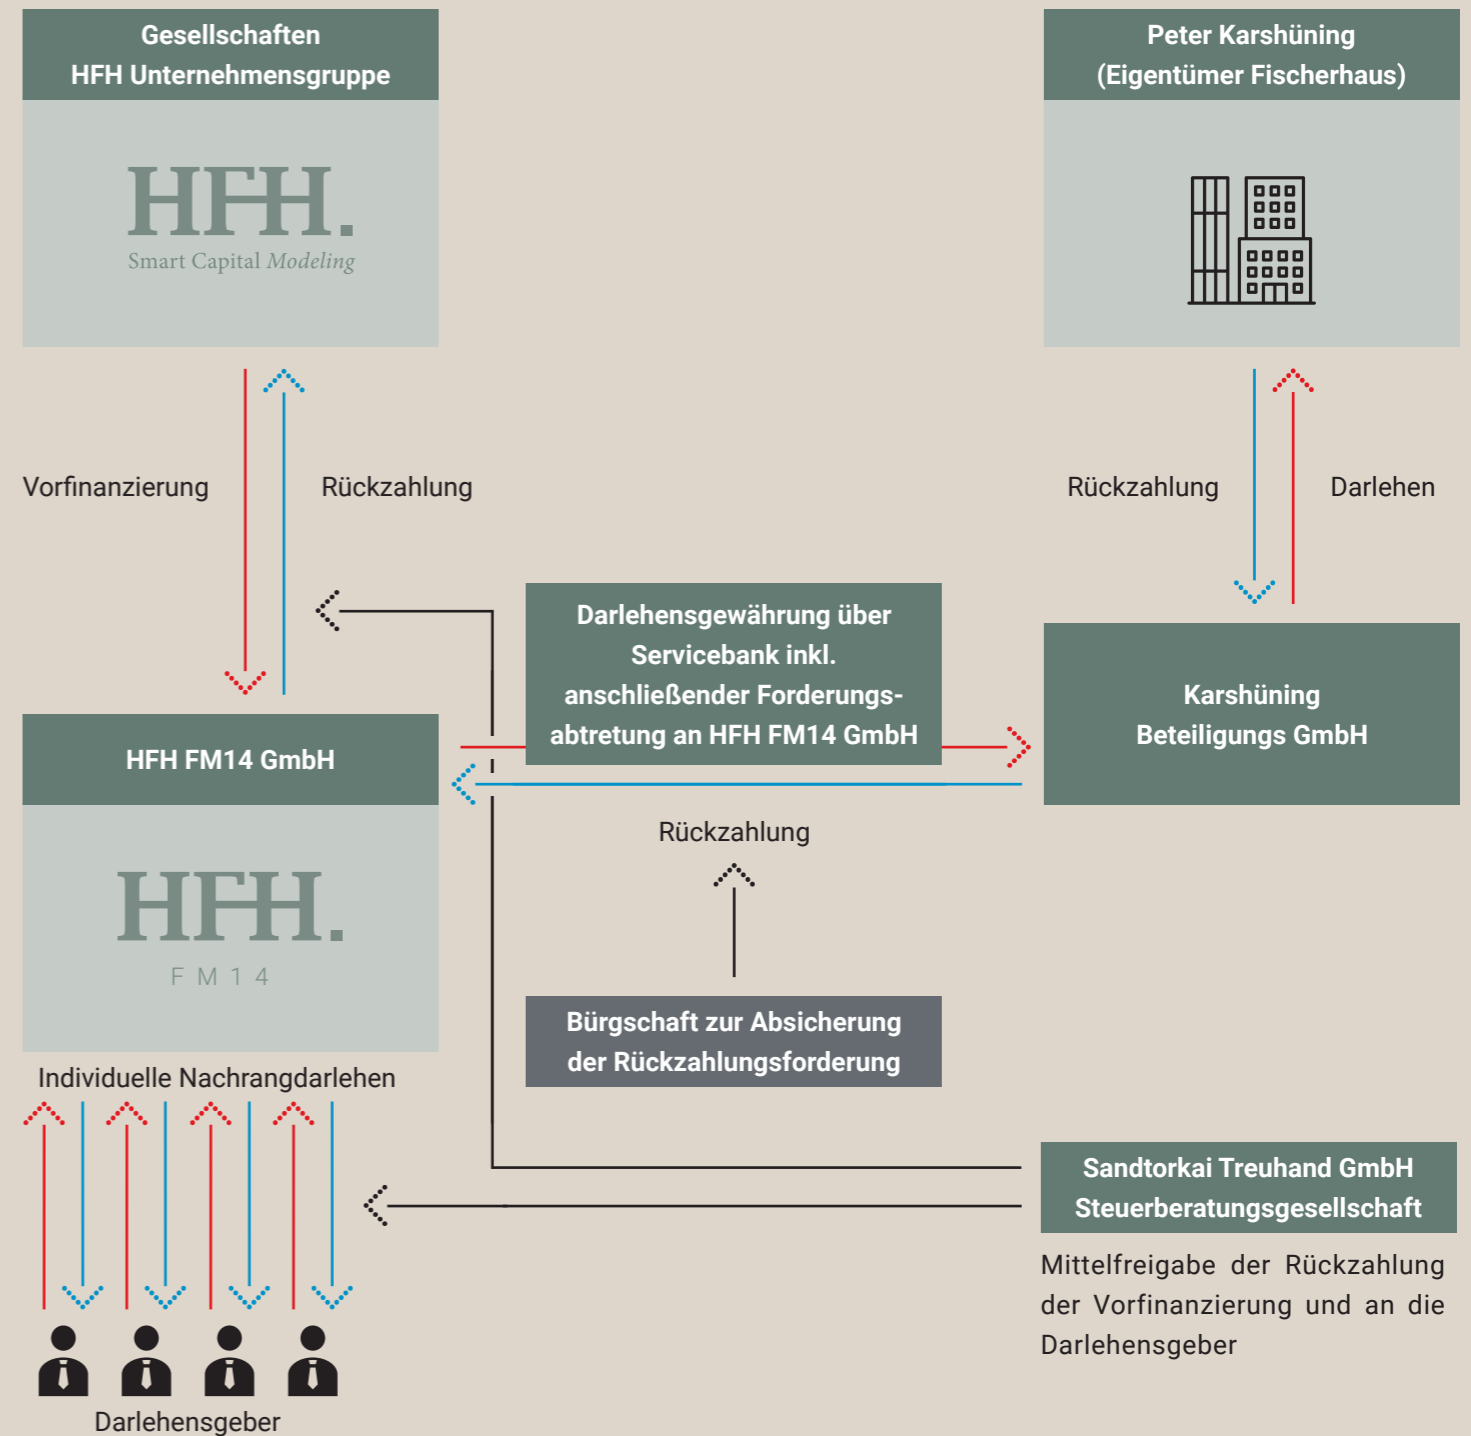 Gesellschaften
HFH Unternehmensgruppe
HFH.
Smart Capital Modeling
Peter Karshüning
(Eigentümer Fischerhaus)
Vorfinanzierung
Rückzahlung
Rückzahlung
Darlehen
Darlehensgewährung über
Servicebank inkl.
anschließender Forderungs-
abtretung an HFH FM14 GmbH
Karshüning
Beteiligungs GmbH
HFH FM14 GmbH
HFH.
FM14
Rückzahlung
Bürgschaft zur Absicherung
der Rückzahlungsforderung
Individuelle Nachrangdarlehen
Sandtorkai Treuhand GmbH
Steuerberatungsgesellschaft
Mittelfreigabe der Rückzahlung
der Vorfinanzierung und an die
Darlehensgeber
Darlehensgeber